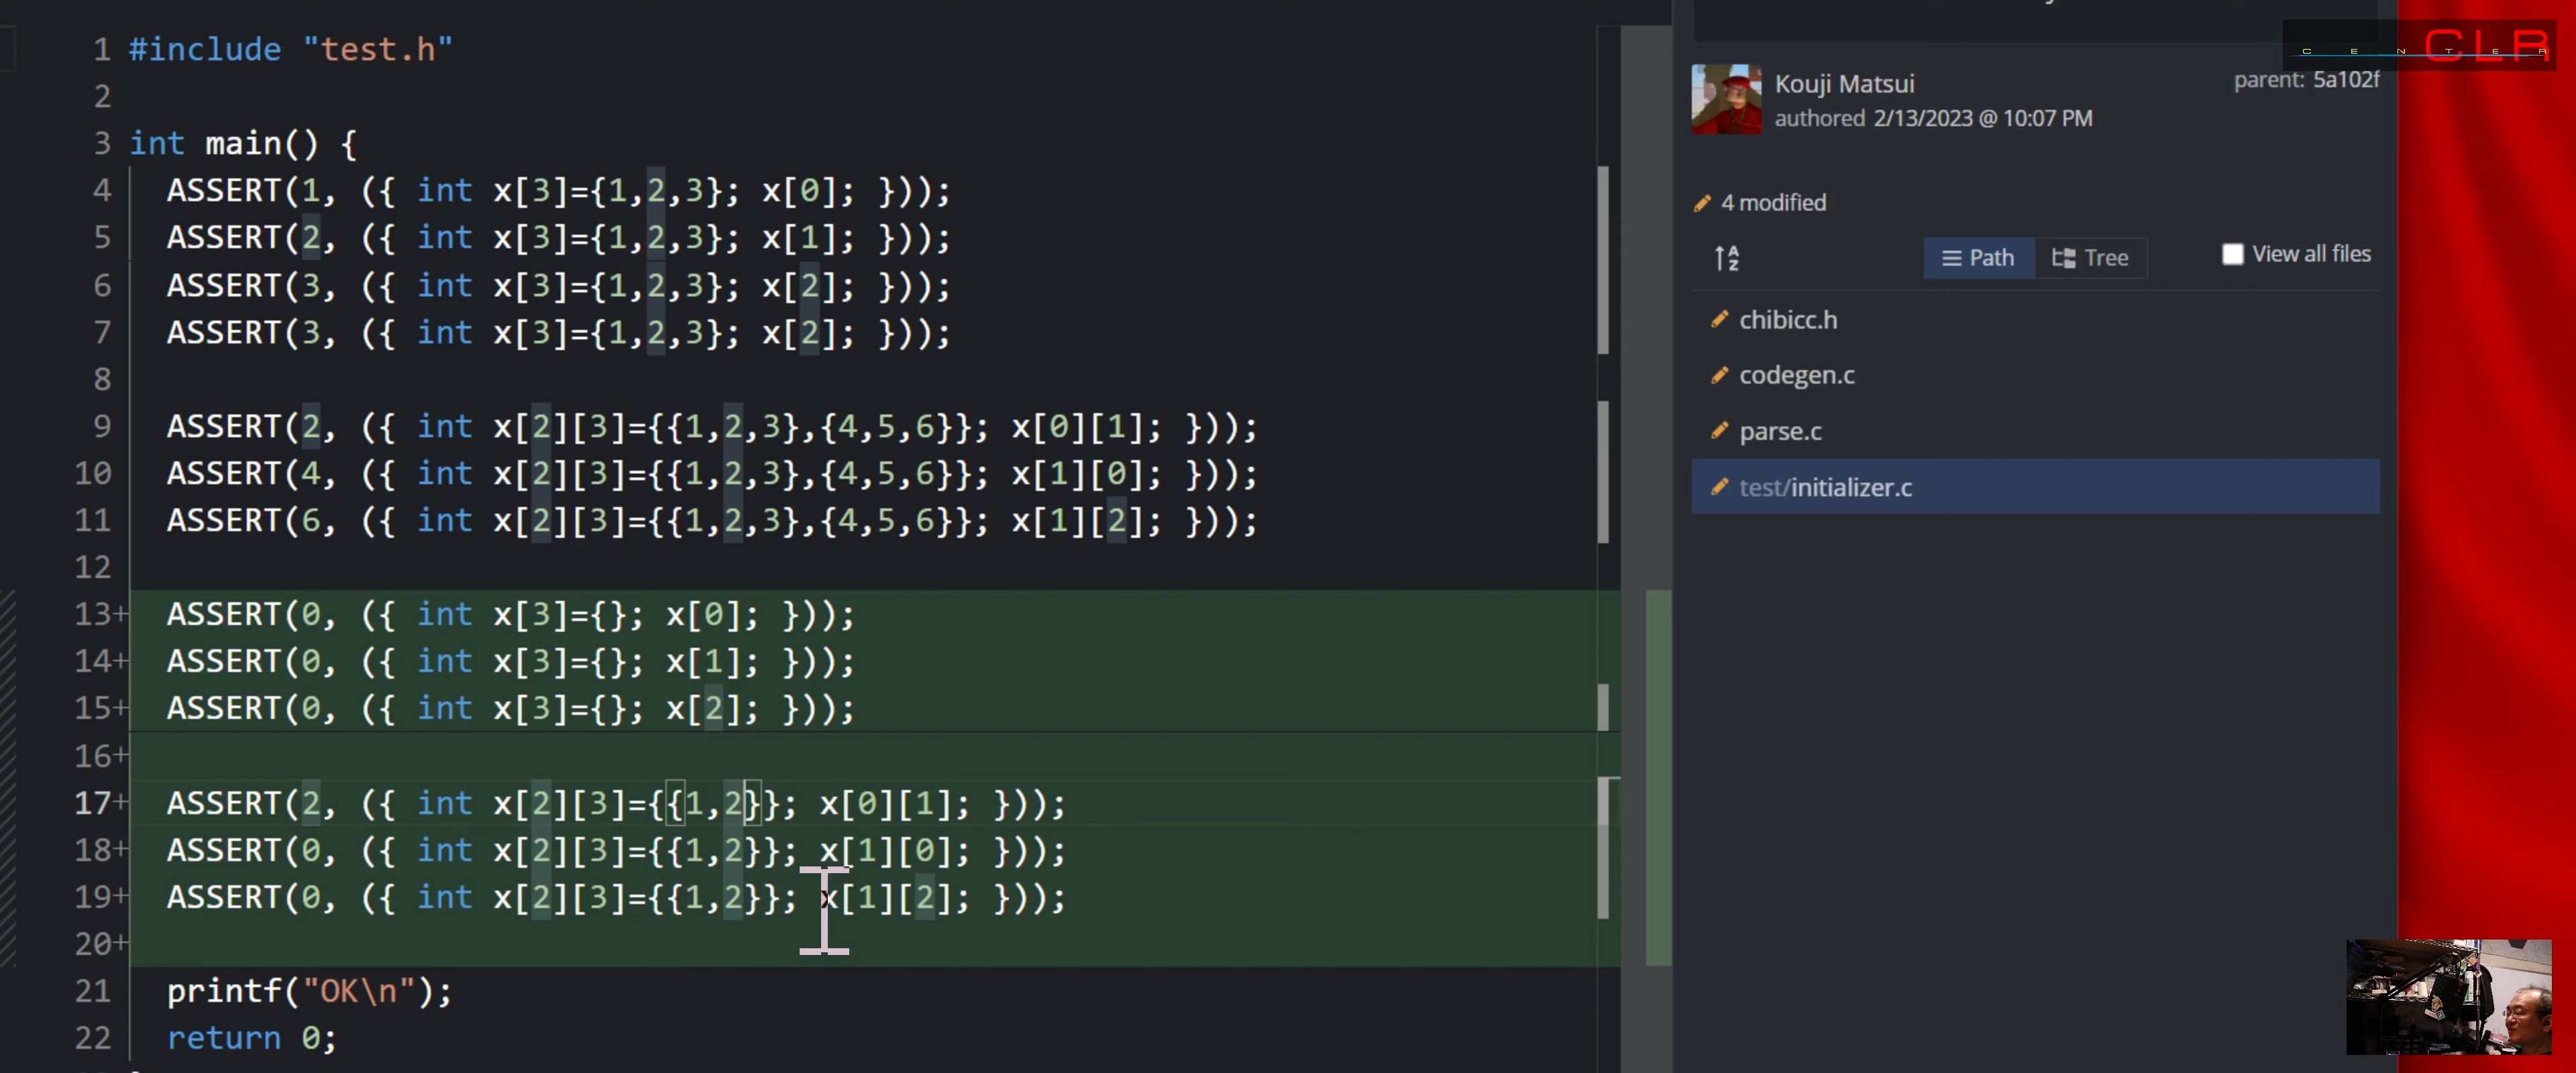 1 #include "test.h"
2
3 int main() {
4 ASSERT(1, ({ int x[3]={1,2,3}; x[0]; }));
5 ASSERT(2, ({ int x[3]={1,2,3}; x[1]; }));
6 ASSERT(3, ({ int x[3]={1,2,3}; x[2]; }));
7 ASSERT(3, ({ int x[3]={1,2,3}; x[2]; }));
8
9 ASSERT(2, ({ int x[2][3]={{1,2,3},{4,5,6}}; x[0][1]; }));
10 ASSERT(4, ({ int x[2][3]={{1,2,3},{4,5,6}}; x[1][0]; }));
11 ASSERT(6, ({ int x[2][3]={{1,2,3},{4,5,6}}; x[1][2]; }));
12
13+ ASSERT(0, ({ int x[3]={}; x[0]; }));
14+ ASSERT(0, ({ int x[3]={}; x[1]; }));
15+ ASSERT(0, ({ int x[3]={}; x[2]; }));
16+
17+ ASSERT(2, ({ int x[2][3]={{1,2}}; x[0][1]; }));
18+ ASSERT(0, ({ int x[2][3]={{1,2}}; x[1][0]; }));
19+ ASSERT(0, ({ int x[2][3]={{1,2}}; x[1][2]; }));
20+
21 printf("OK\n");
22 return 0;
CENTER CLR
Kouji Matsui
parent: 5a102f
authored 2/13/2023 @ 10:07 PM
4 modified
Path
Tree
View all files
chibicc.h
codegen.c
parse.c
test/initializer.c